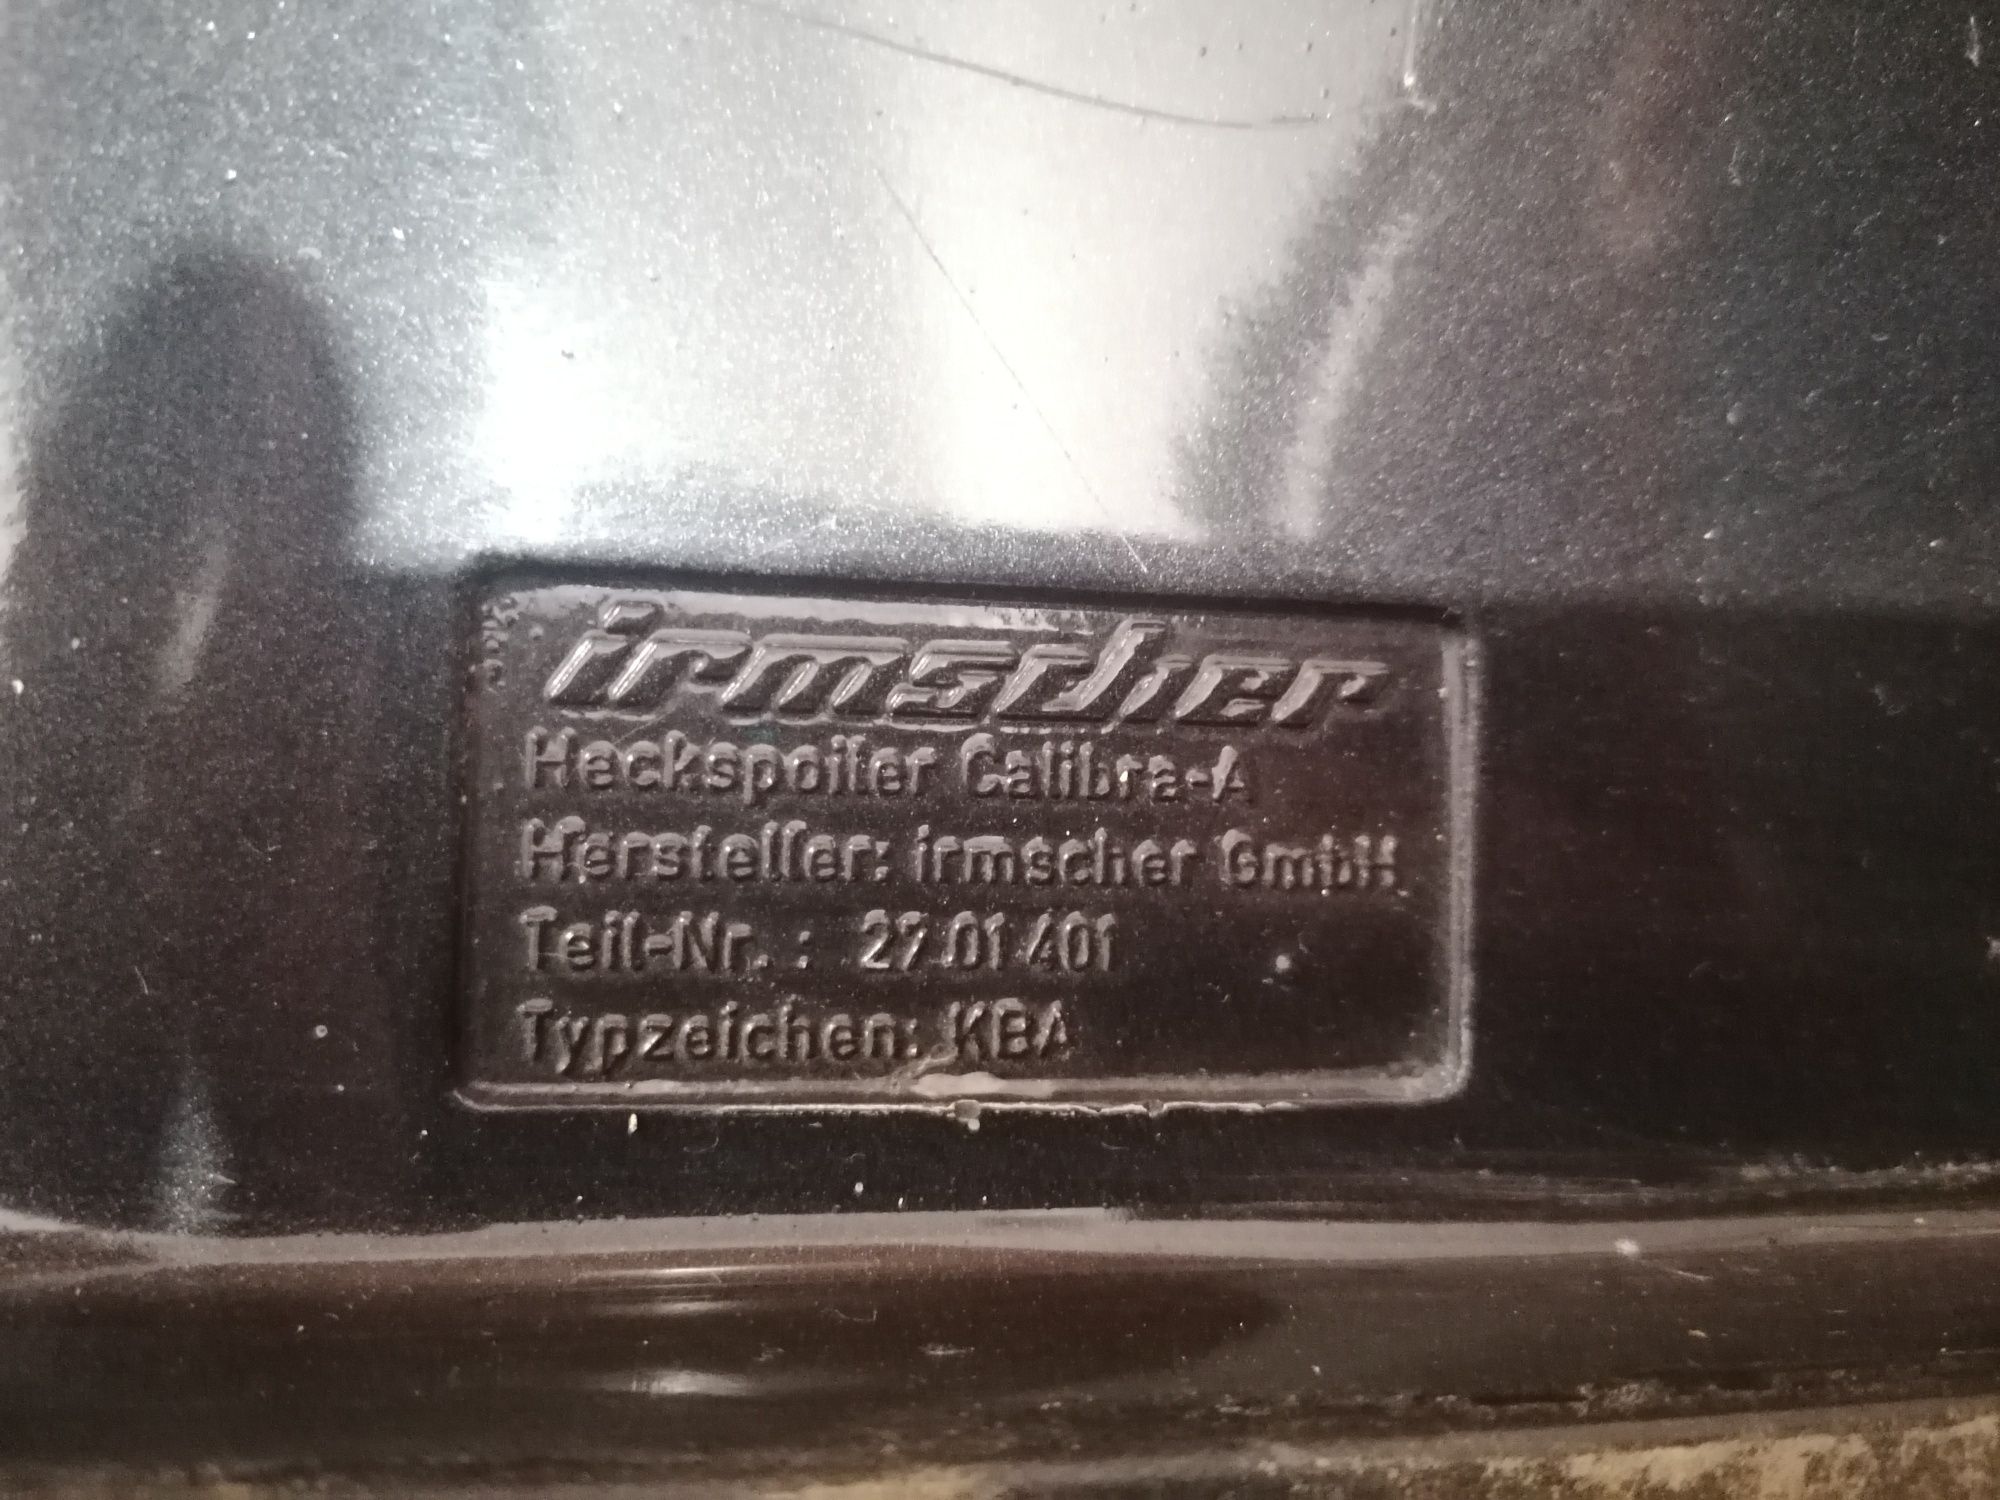 irmscher
Heckspoiler Calibra-A
Hersteller: irmscher GmbH
Teil-Nr. : 27 01 401
Typzeichen: KBA